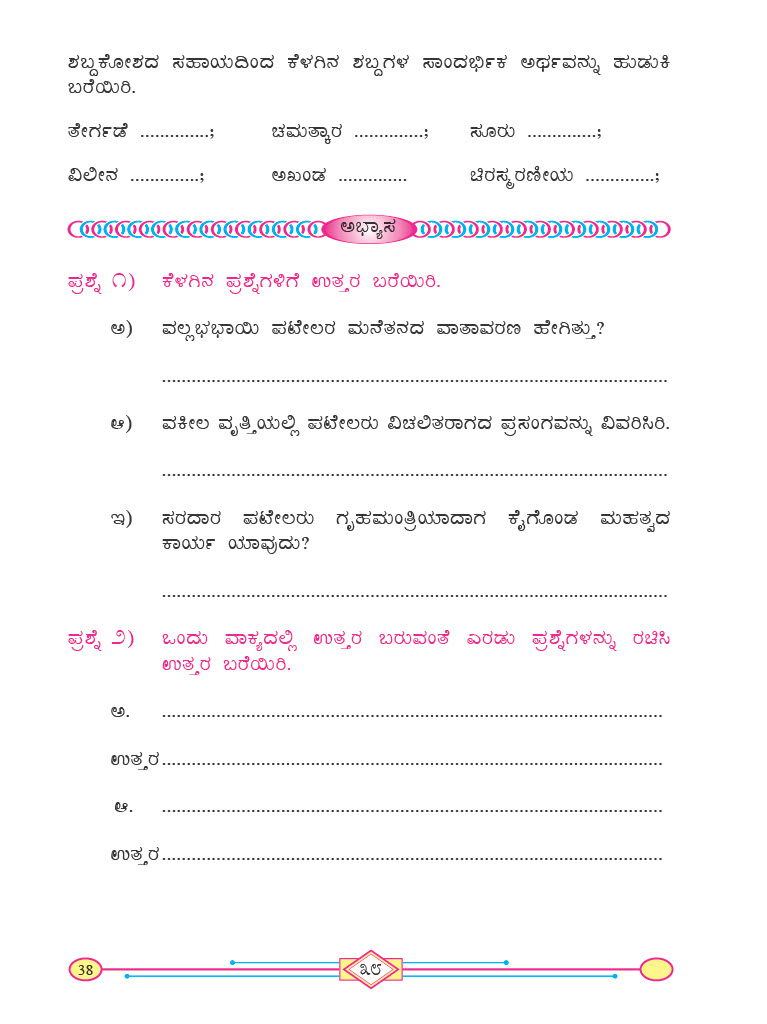 ಶಬ್ದಕೋಶದ ಸಹಾಯದಿಂದ ಕೆಳಗಿನ ಶಬ್ದಗಳ ಸಾಂದರ್ಭಿಕ ಅರ್ಥವನ್ನು ಹುಡುಕಿ
ಬರೆಯಿರಿ.
ತೇರ್ಗಡೆ ..............; ಚಮತ್ಕಾರ ..............; ಸೂರು ..............;
ವಿಲೀನ ..............; ಅಖಂಡ .............. ಚಿರಸ್ಮರಣೀಯ ..............;
ಅಭ್ಯಾಸ
ಪ್ರಶ್ನೆ ೧) ಕೆಳಗಿನ ಪ್ರಶ್ನೆಗಳಿಗೆ ಉತ್ತರ ಬರೆಯಿರಿ.
ಅ) ವಲ್ಲಭಭಾಯಿ ಪಟೇಲರ ಮನೆತನದ ವಾತಾವರಣ ಹೇಗಿತ್ತು?
.......................................................................................................
ಆ) ವಕೀಲ ವೃತ್ತಿಯಲ್ಲಿ ಪಟೇಲರು ವಿಚಲಿತರಾಗದ ಪ್ರಸಂಗವನ್ನು ವಿವರಿಸಿರಿ.
.......................................................................................................
ಇ) ಸರದಾರ ಪಟೇಲರು ಗೃಹಮಂತ್ರಿಯಾದಾಗ ಕೈಗೊಂಡ ಮಹತ್ವದ
ಕಾರ್ಯ ಯಾವುದು?
.......................................................................................................
ಪ್ರಶ್ನೆ ೨) ಒಂದು ವಾಕ್ಯದಲ್ಲಿ ಉತ್ತರ ಬರುವಂತೆ ಎರಡು ಪ್ರಶ್ನೆಗಳನ್ನು ರಚಿಸಿ
ಉತ್ತರ ಬರೆಯಿರಿ.
ಅ. ......................................................................................................
ಉತ್ತರ......................................................................................................
ಆ. ......................................................................................................
ಉತ್ತರ......................................................................................................
38 ೩೮